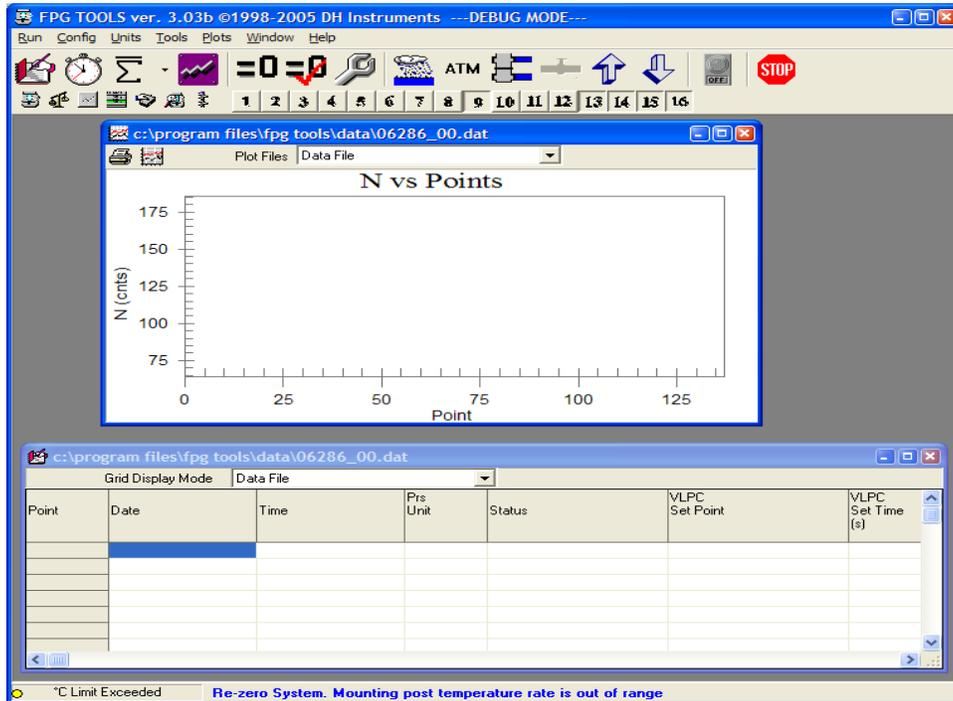 FPG TOOLS ver. 3.03b ©1998-2005 DH Instruments ---DEBUG MODE---
Run Config Units Tools Plots Window Help
=0 =0 ATM OFF STOP
1 2 3 4 5 6 7 8 9 10 11 12 13 14 15 16
c:\program files\fpg tools\data\06286_00.dat
Plot Files Data File
N vs Points
175
150
125
100
75
N (cnts)
0 25 50 75 100 125
Point
c:\program files\fpg tools\data\06286_00.dat
Grid Display Mode Data File
Point Date Time Prs Unit Status VLPC Set Point VLPC Set Time (s)
°C Limit Exceeded Re-zero System. Mounting post temperature rate is out of range